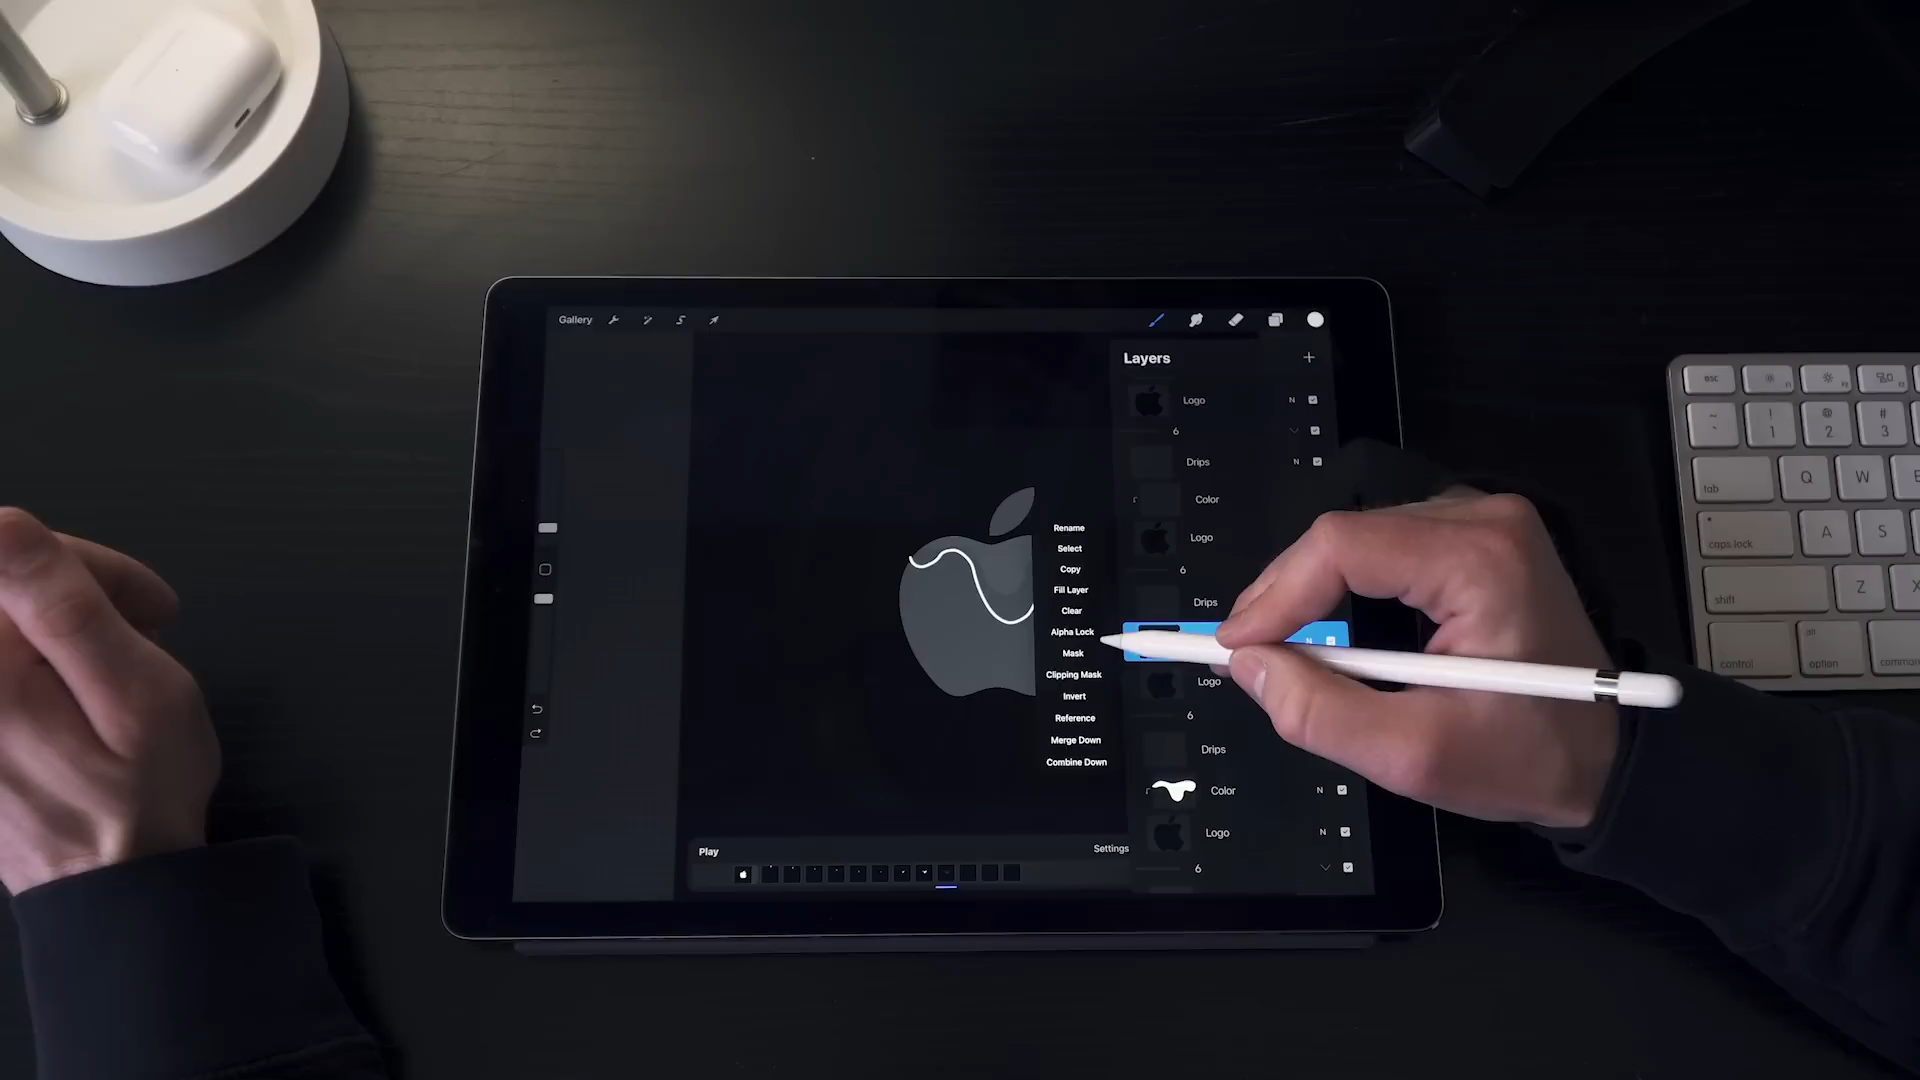 Gallery
Layers
+
Logo N
6
Drips N
Color
Logo
6
Drips
N
Logo
6
Drips
Color N
Logo N
6
Rename
Select
Copy
Fill Layer
Clear
Alpha Lock
Mask
Clipping Mask
Invert
Reference
Merge Down
Combine Down
Play
Settings
esc
~ ! @ #
` 1 2 3
tab Q W E
caps lock A S
shift Z X
control alt option command